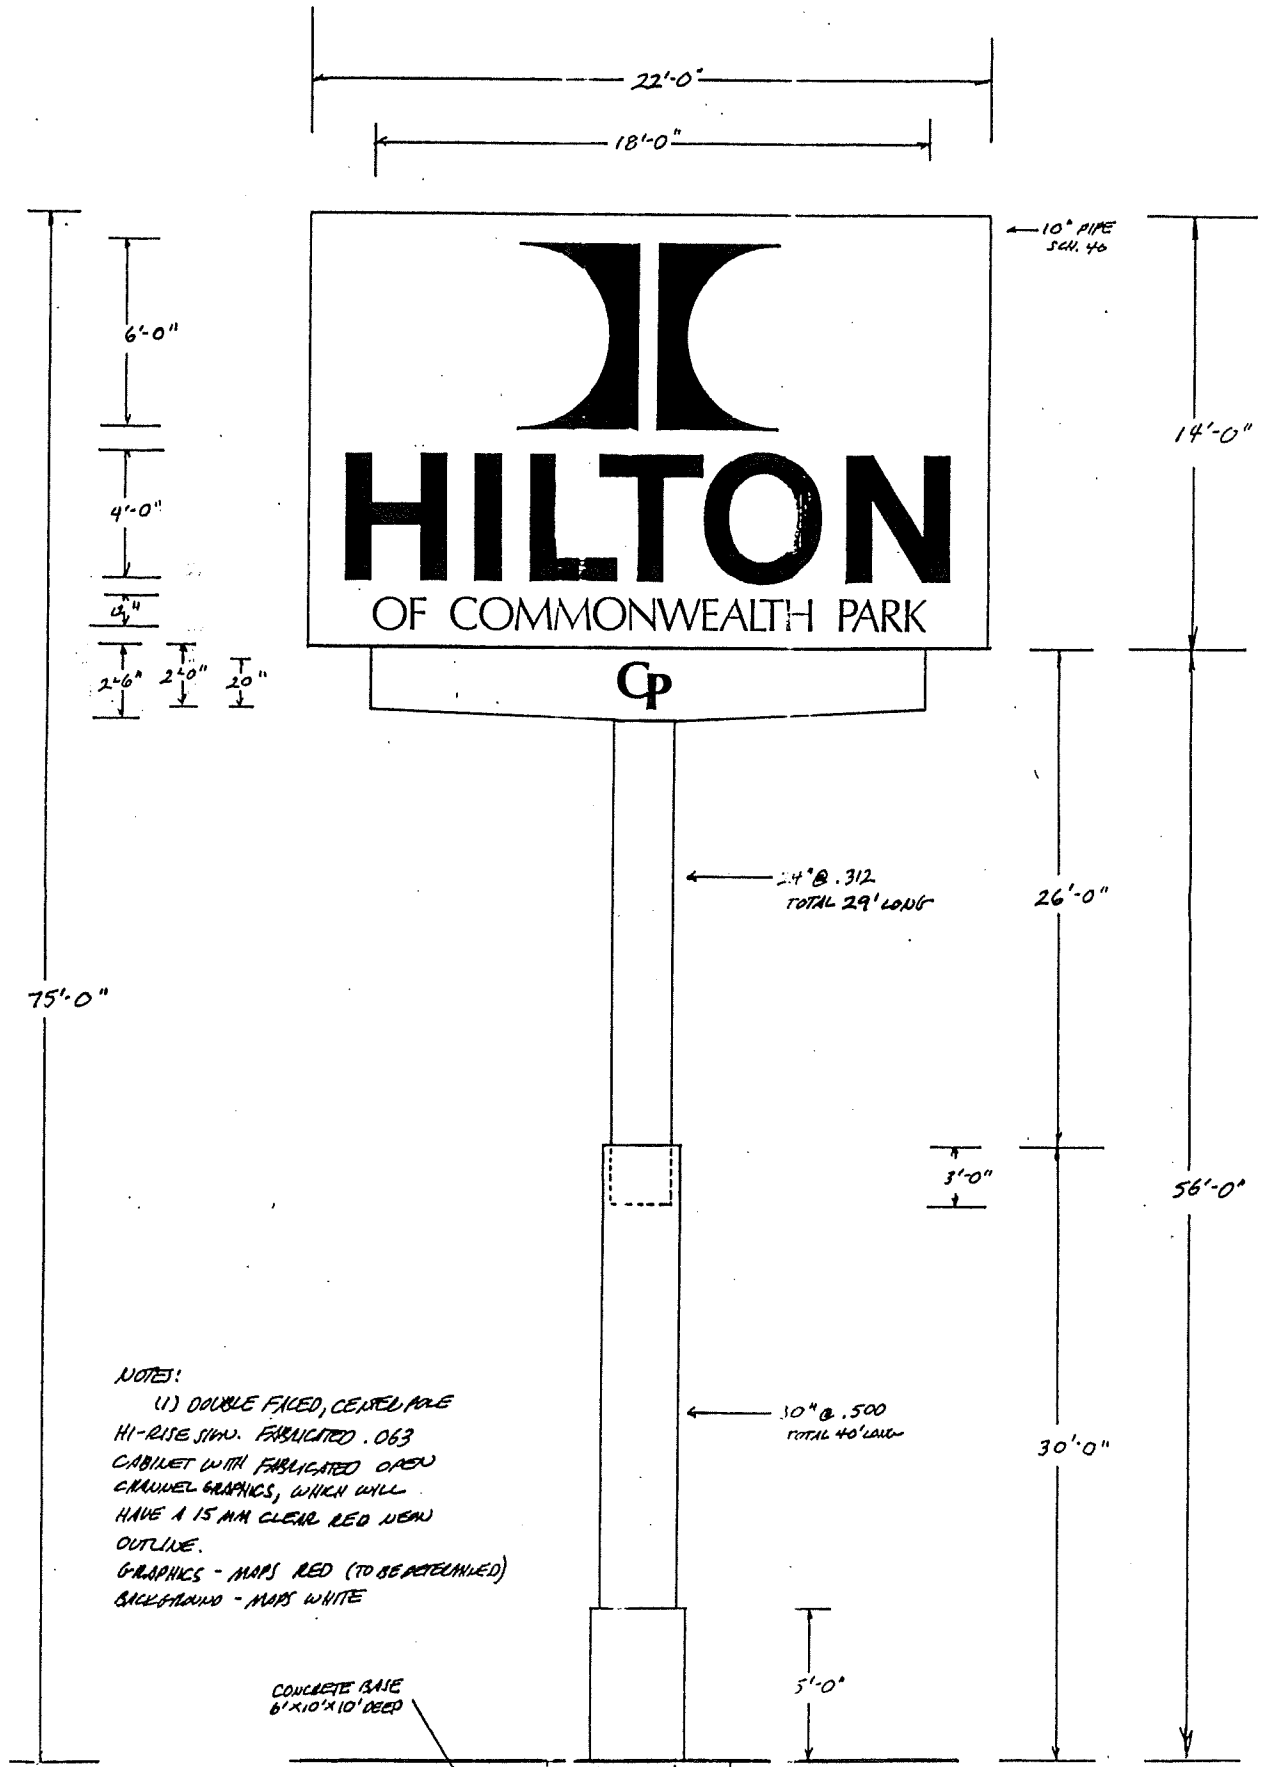 22'-0"
18'-0"
10" PIPE
SCH. 40
6'-0"
14'-0"
HILTON
4'-0"
OF COMMONWEALTH PARK
2'-6"
2'-0"
20"
CP
24" @ .312
TOTAL 29' LONG
26'-0"
75'-0"
3'-0"
56'-0"
NOTES:
(1) DOUBLE FACED, CENTER POLE
HI-RISE SIGN. FABRICATED .063
CABINET WITH FABRICATED OPEN
CHANNEL GRAPHICS, WHICH WILL
HAVE A 15 MM CLEAR RED NEON
OUTLINE.
GRAPHICS - MAPS RED (TO BE DETERMINED)
BACKGROUND - MAPS WHITE
30" @ .500
TOTAL 40' LONG
30'-0"
CONCRETE BASE
6'X10'X10' DEEP
5'-0"